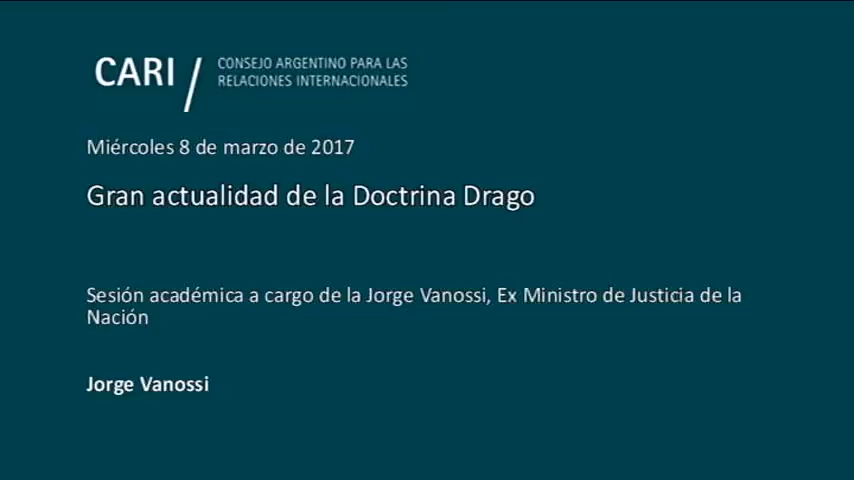 CARI / CONSEJO ARGENTINO PARA LAS
RELACIONES INTERNACIONALES
Miércoles 8 de marzo de 2017
Gran actualidad de la Doctrina Drago
Sesión académica a cargo de la Jorge Vanossi, Ex Ministro de Justicia de la
Nación
Jorge Vanossi